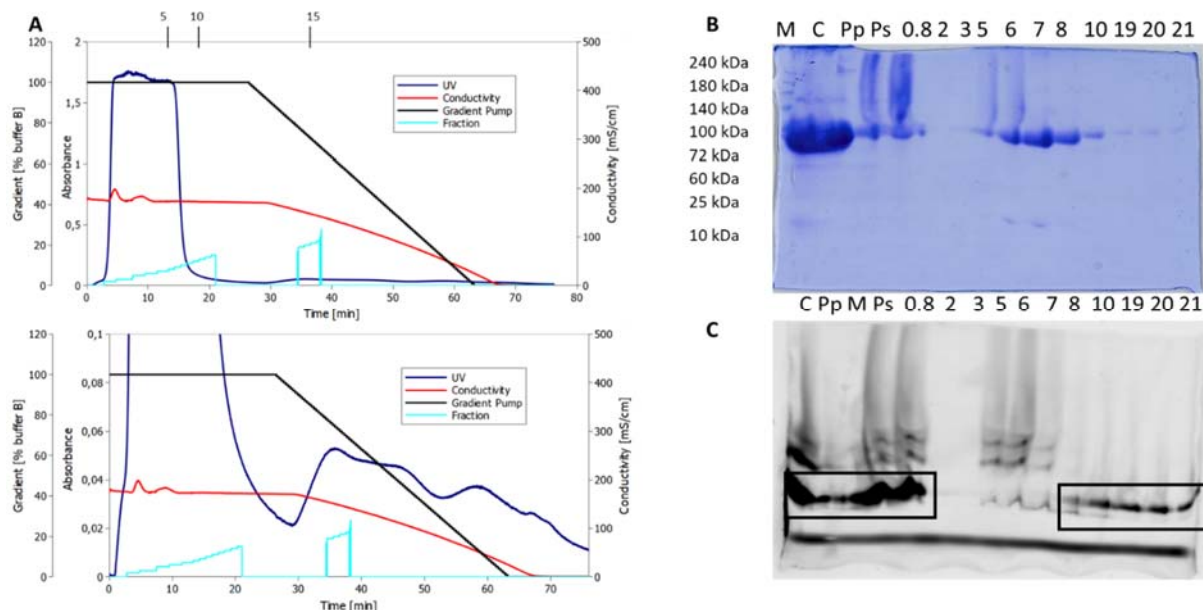 A
5 10 15
120 2 500
100 400
1,5
80
300
60 1
200
40
0,5
20 100
0 0 0
0 10 20 30 40 50 60 70 80
Time [min]
Gradient [% buffer B]
Absorbance
Conductivity [mS/cm]
UV
Conductivity
Gradient Pump
Fraction
120 0,1 500
100 0,08 400
80
0,06 300
60
0,04 200
40
20 0,02 100
0 0 0
0 10 20 30 40 50 60 70
Time [min]
Gradient [% buffer B]
Absorbance
Conductivity [mS/cm]
UV
Conductivity
Gradient Pump
Fraction
B
M C Pp Ps 0.8 2 3 5 6 7 8 10 19 20 21
240 kDa
180 kDa
140 kDa
100 kDa
72 kDa
60 kDa
25 kDa
10 kDa
C
C Pp M Ps 0.8 2 3 5 6 7 8 10 19 20 21